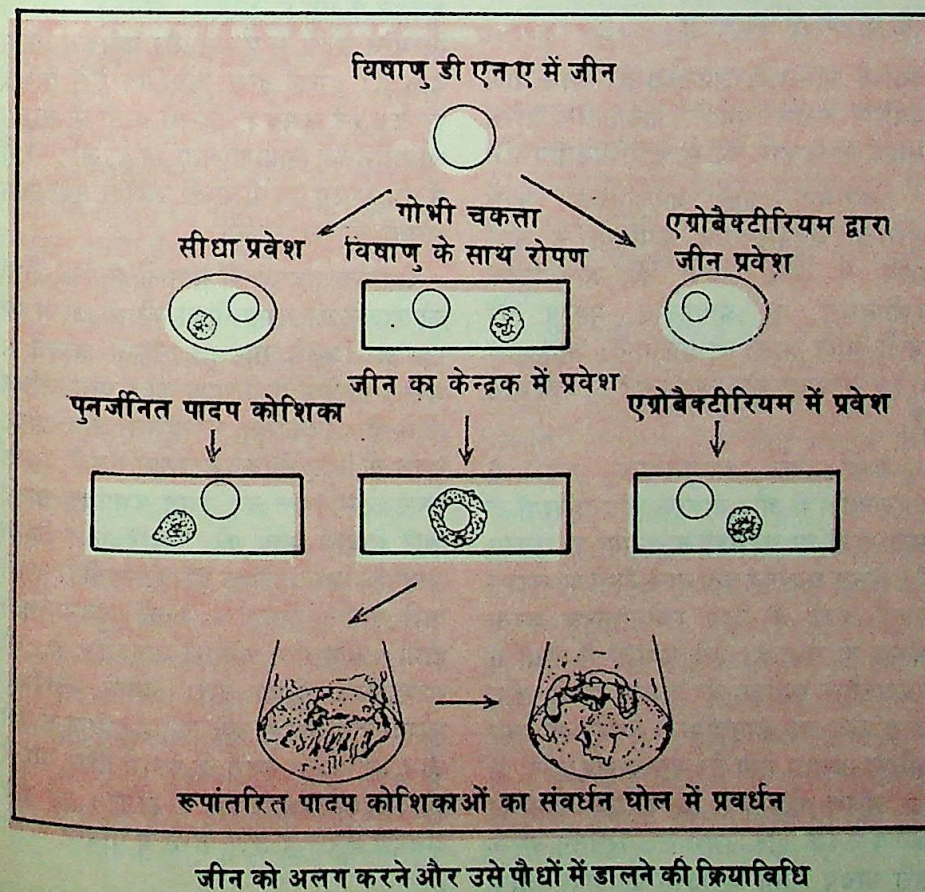 विषाणु डी एन ए में जीन
सीधा प्रवेश
गोभी चकत्ता
विषाणु के साथ रोपण
एग्रोबैक्टीरियम द्वारा
जीन प्रवेश
पुनर्जनित पादप कोशिका
जीन का केन्द्रक में प्रवेश
एग्रोबैक्टीरियम में प्रवेश
रूपांतरित पादप कोशिकाओं का संवर्धन घोल में प्रवर्धन
जीन को अलग करने और उसे पौधों में डालने की क्रियाविधि